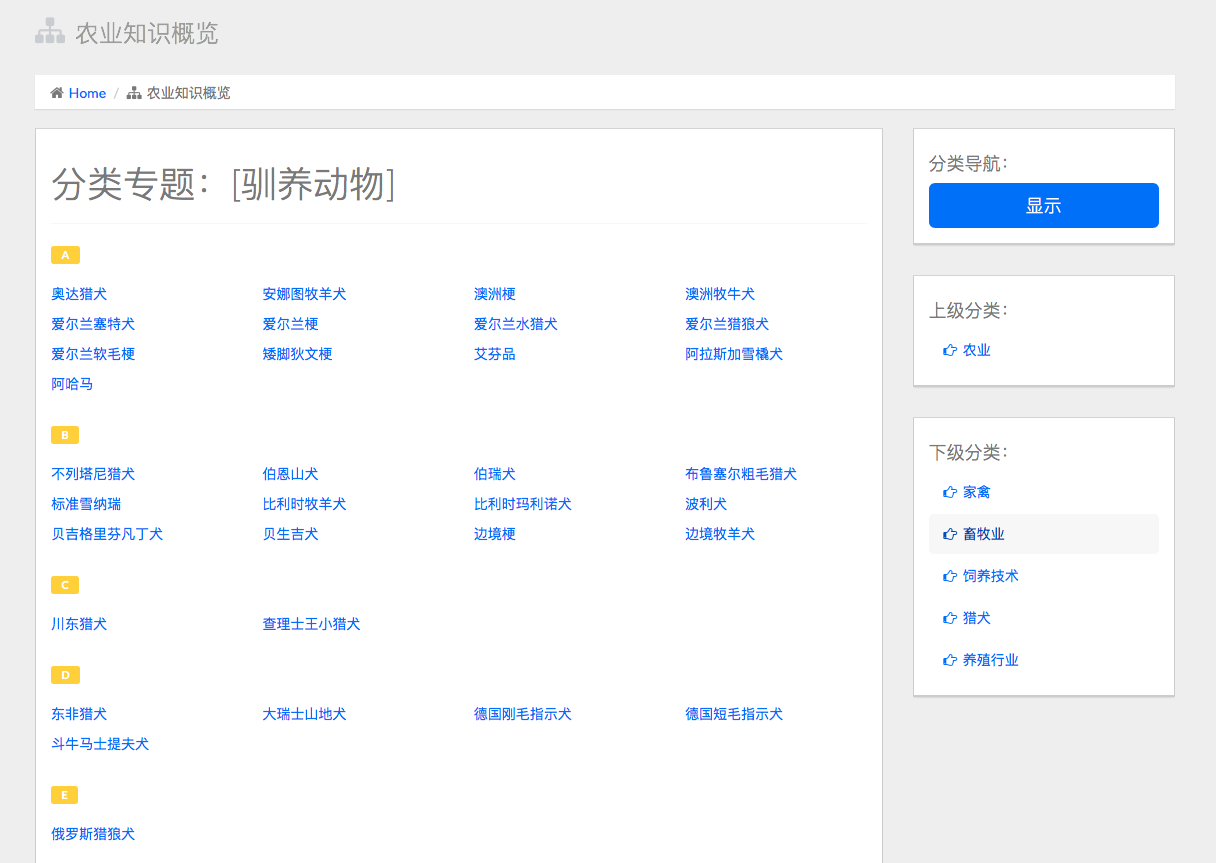 农业知识概览
Home / 农业知识概览
分类专题：[驯养动物]
A
奥达猎犬 安娜图牧羊犬 澳洲梗 澳洲牧牛犬
爱尔兰塞特犬 爱尔兰梗 爱尔兰水猎犬 爱尔兰猎狼犬
爱尔兰软毛梗 矮脚狄文梗 艾芬品 阿拉斯加雪橇犬
阿哈马
B
不列塔尼猎犬 伯恩山犬 伯瑞犬 布鲁塞尔粗毛猎犬
标准雪纳瑞 比利时牧羊犬 比利时玛利诺犬 波利犬
贝吉格里芬凡丁犬 贝生吉犬 边境梗 边境牧羊犬
C
川东猎犬 查理士王小猎犬
D
东非猎犬 大瑞士山地犬 德国刚毛指示犬 德国短毛指示犬
斗牛马士提夫犬
E
俄罗斯猎狼犬
分类导航：
显示
上级分类：
农业
下级分类：
家禽
畜牧业
饲养技术
猎犬
养殖行业